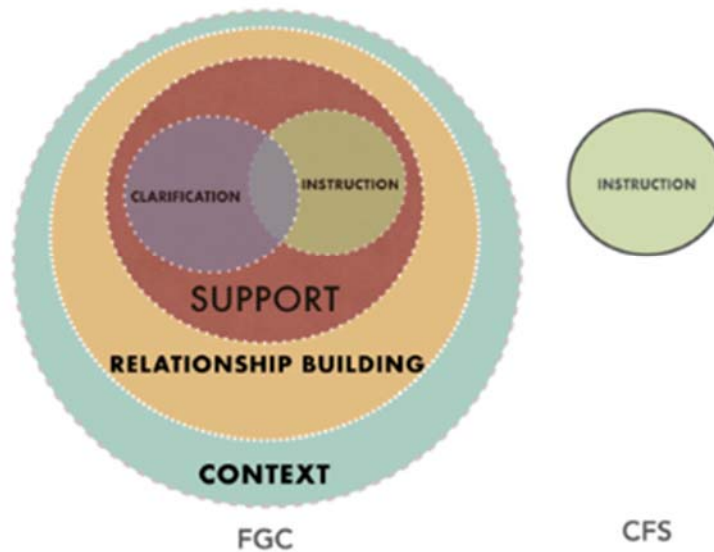 CLARIFICATION
INSTRUCTION
SUPPORT
RELATIONSHIP BUILDING
CONTEXT
FGC
INSTRUCTION
CFS